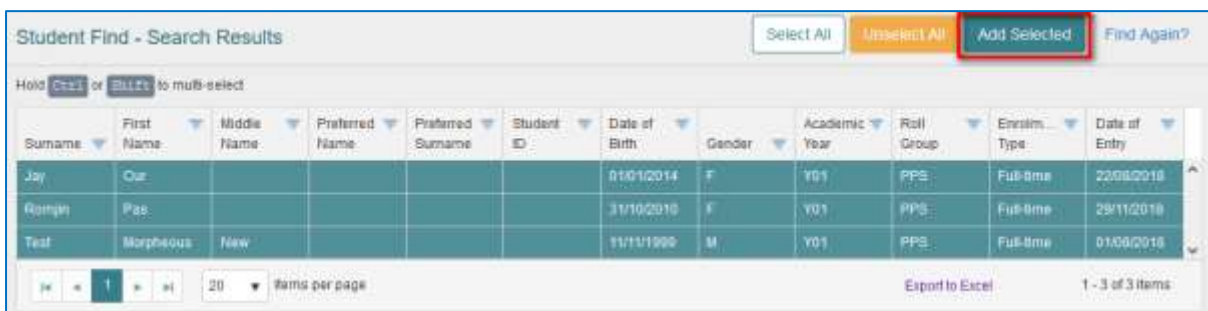 Student Find - Search Results Select All Unselect All Add Selected Find Again?
Hold Ctrl or Shift to multi-select
Surname First Name Middle Name Preferred Name Preferred Surname Student ID Date of Birth Gender Academic Year Roll Group Enrolm... Type Date of Entry
Jay Our 01/01/2014 F Y01 PPS Full-time 22/08/2018
Romjin Pas 31/10/2010 F Y01 PPS Full-time 29/11/2018
Test Morpheous New 11/11/1999 M Y01 PPS Full-time 01/06/2018
1 20 items per page Export to Excel 1 - 3 of 3 items